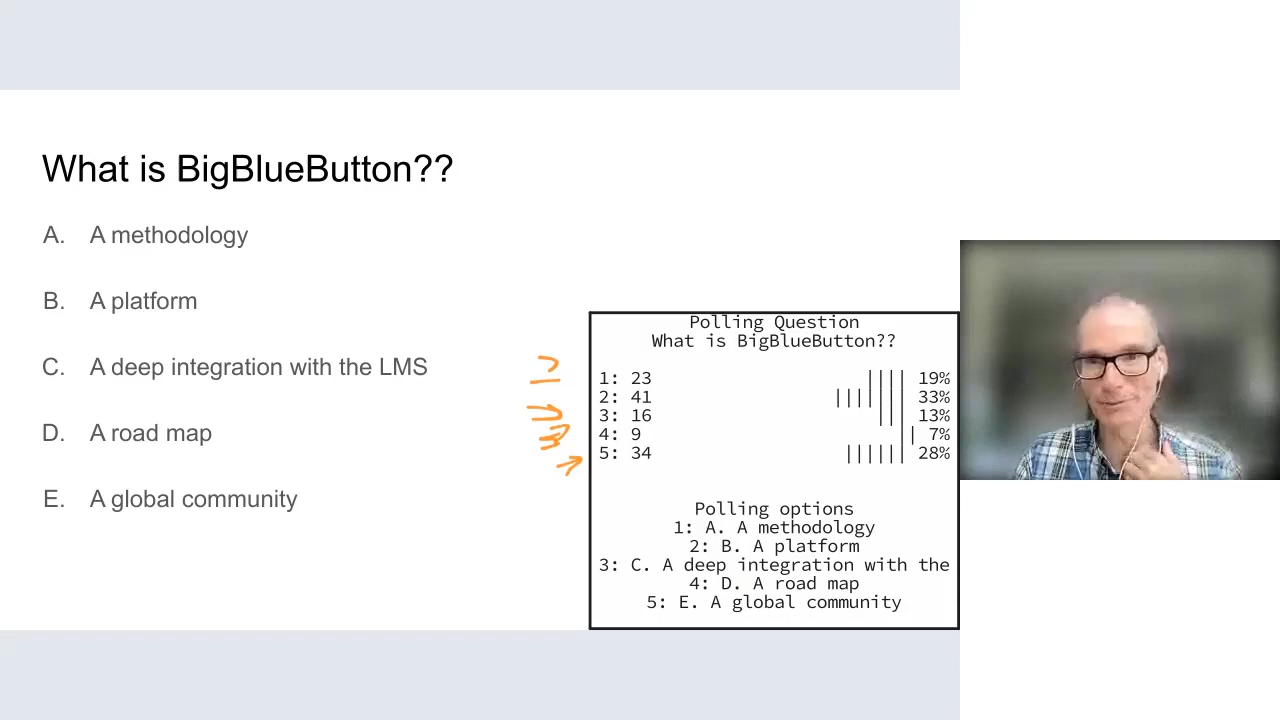 What is BigBlueButton??
A. A methodology
B. A platform
C. A deep integration with the LMS
D. A road map
E. A global community
Polling Question
What is BigBlueButton??
1: 23 |||| 19%
2: 41 ||||||| 33%
3: 16 ||| 13%
4: 9 || 7%
5: 34 |||||| 28%
Polling options
1: A. A methodology
2: B. A platform
3: C. A deep integration with the
4: D. A road map
5: E. A global community